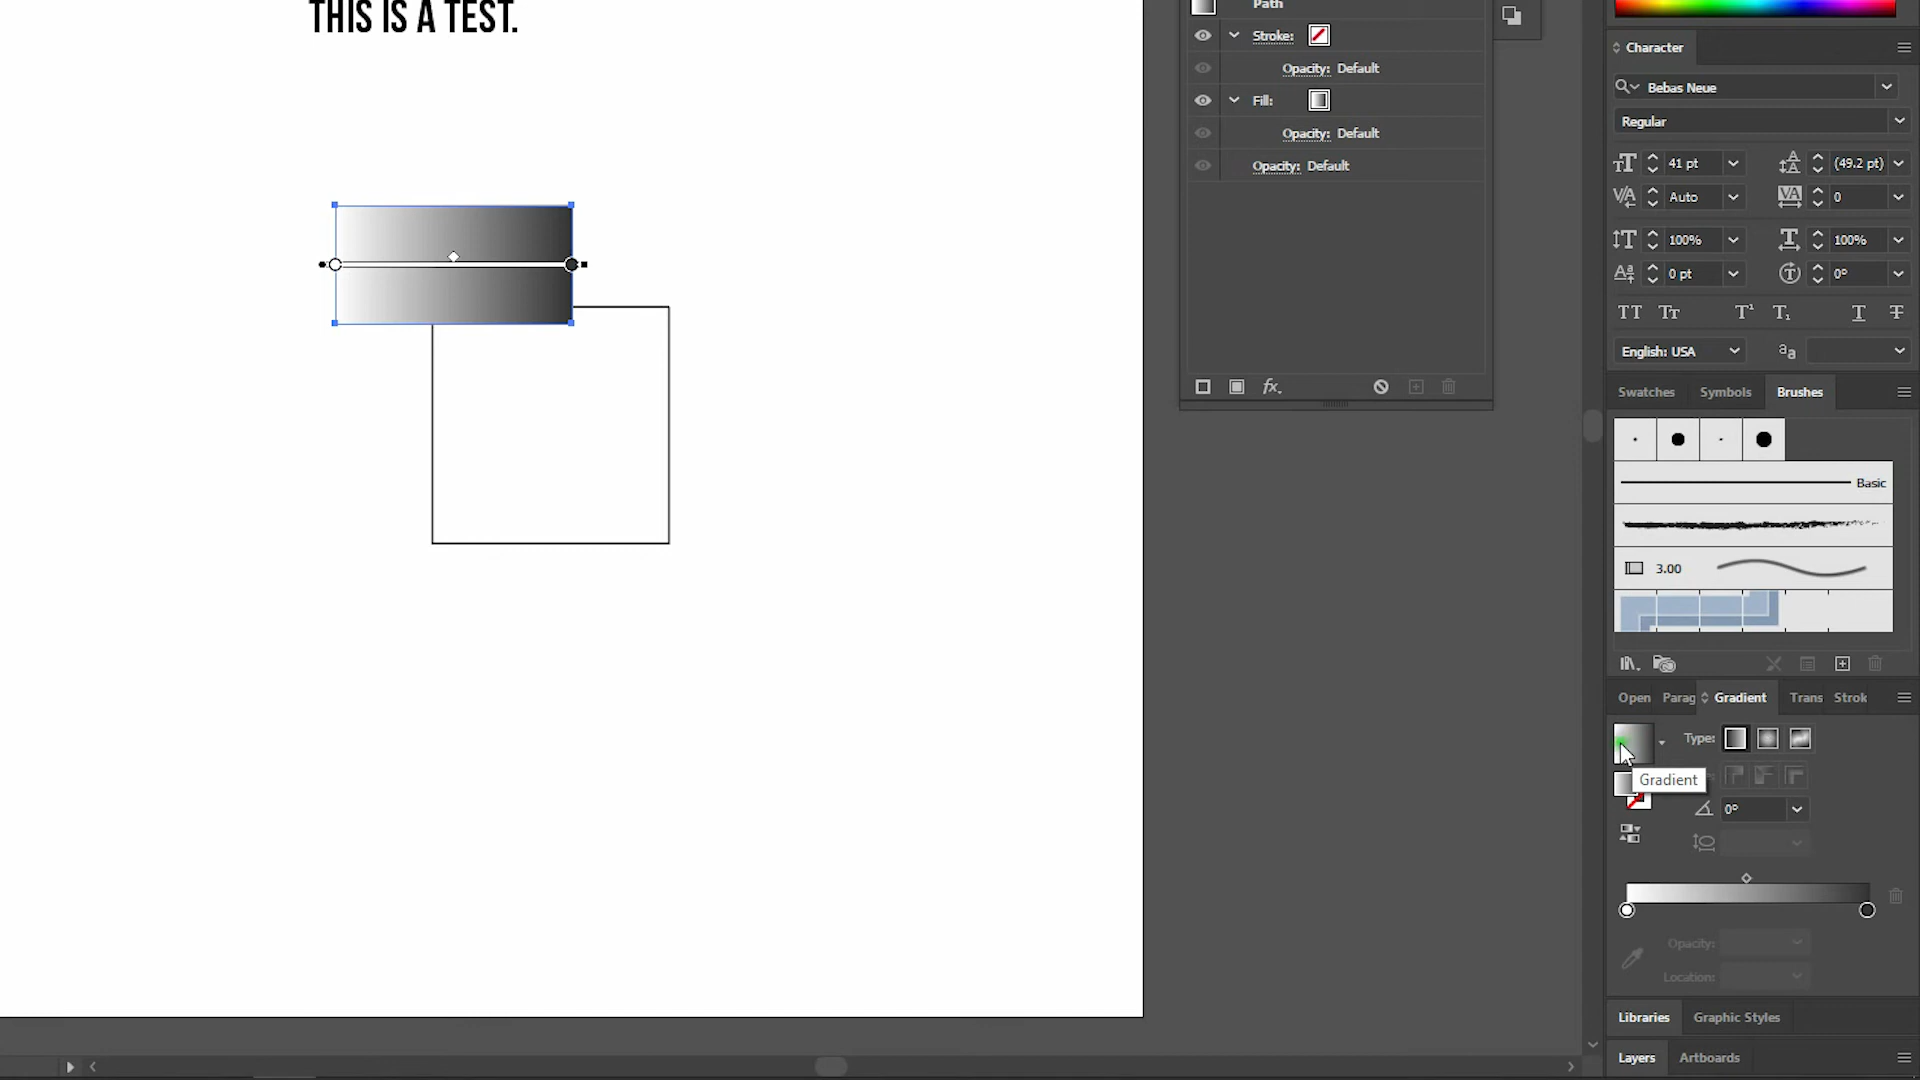 THIS IS A TEST.
Path
Stroke:
Opacity: Default
Fill:
Opacity: Default
Opacity: Default
Character
Bebas Neue
Regular
41 pt
(49.2 pt)
Auto
0
100%
100%
0 pt
0°
English: USA
Swatches Symbols Brushes
Basic
3.00
Open Parag Gradient Trans Strok
Type:
Gradient
0°
Opacity:
Location:
Libraries Graphic Styles
Layers Artboards